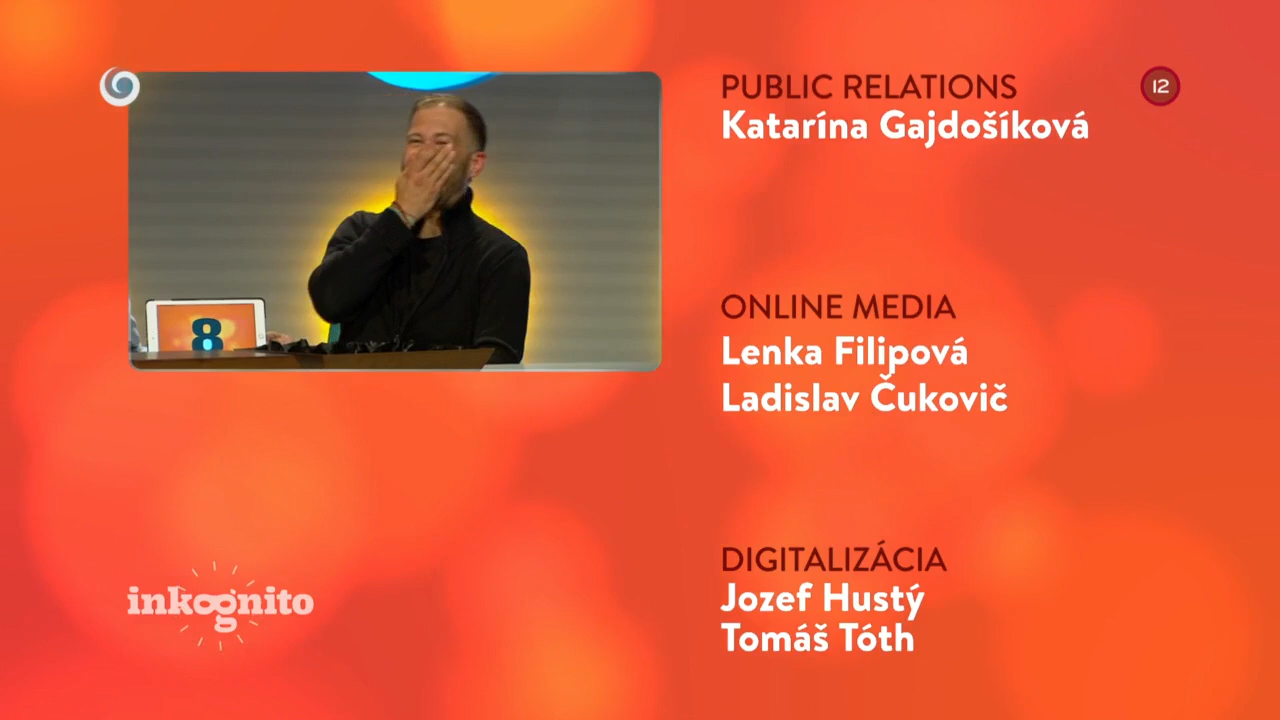 PUBLIC RELATIONS
Katarína Gajdošíková
12
ONLINE MEDIA
Lenka Filipová
Ladislav Čukovič
8
DIGITALIZÁCIA
Jozef Hustý
Tomáš Tóth
inkognito